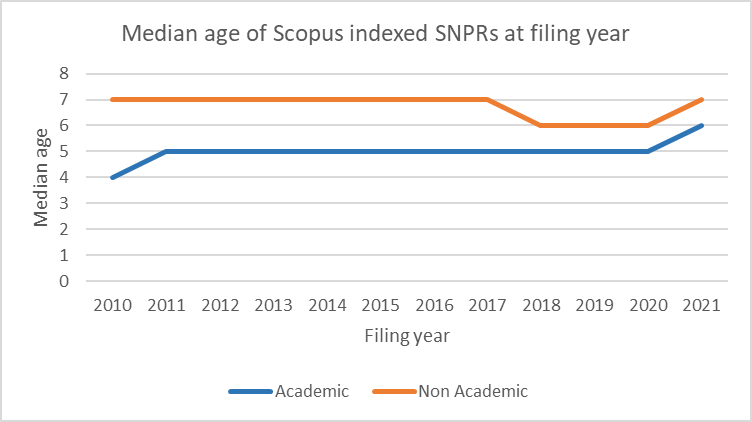 Median age of Scopus indexed SNPRs at filing year
8
7
6
5
4
3
2
1
0
Median age
2010 2011 2012 2013 2014 2015 2016 2017 2018 2019 2020 2021
Filing year
Academic Non Academic